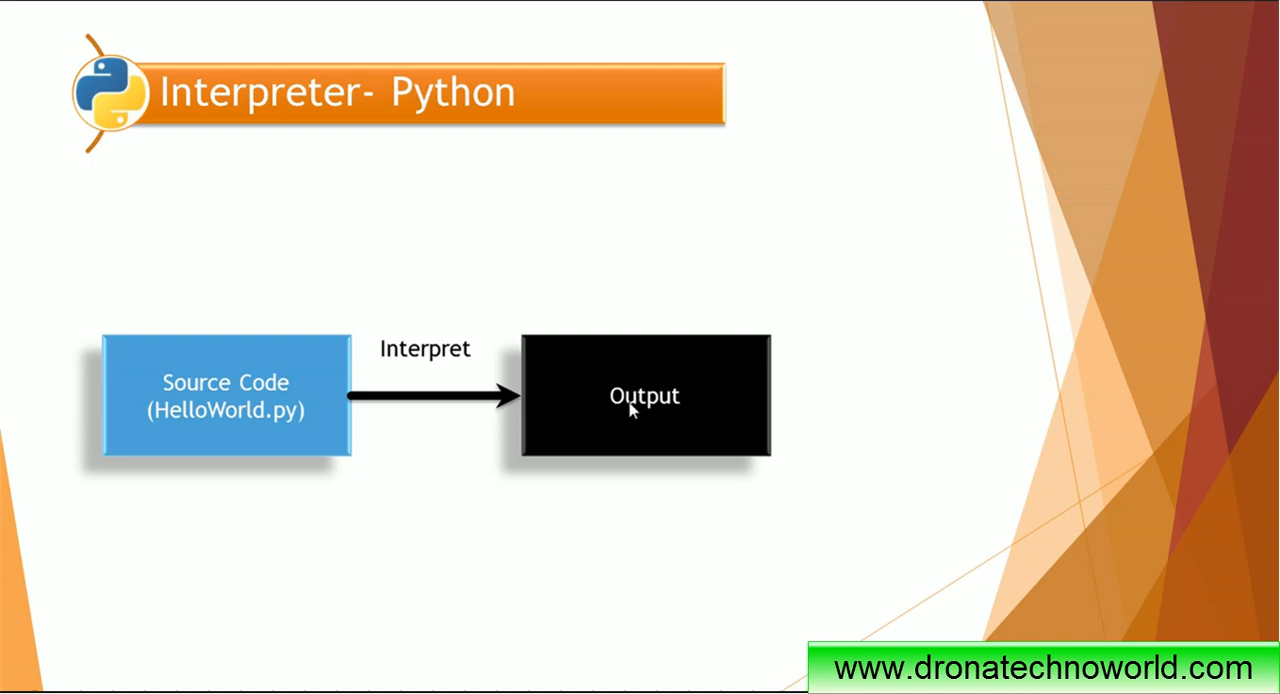 Interpreter- Python
Interpret
Source Code
(HelloWorld.py)
Output
www.dronatechnoworld.com